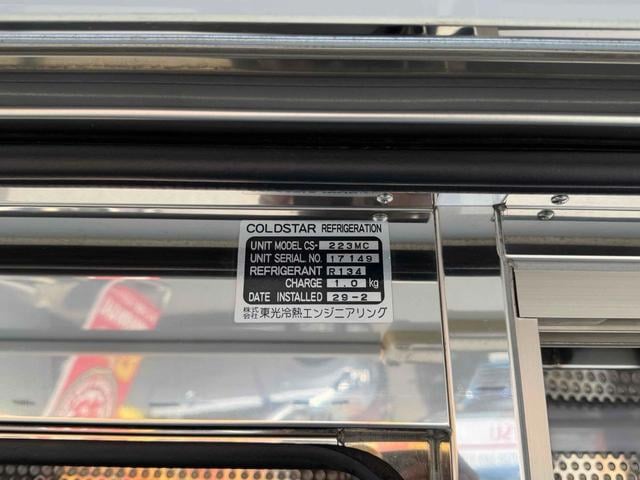 COLDSTAR REFRIGERATION
UNIT MODEL CS- 223MC
UNIT SERIAL NO. 17149
REFRIGERANT R134
CHARGE 1.0 kg
DATE INSTALLED 29-2
株式会社 東光冷熱エンジニアリング